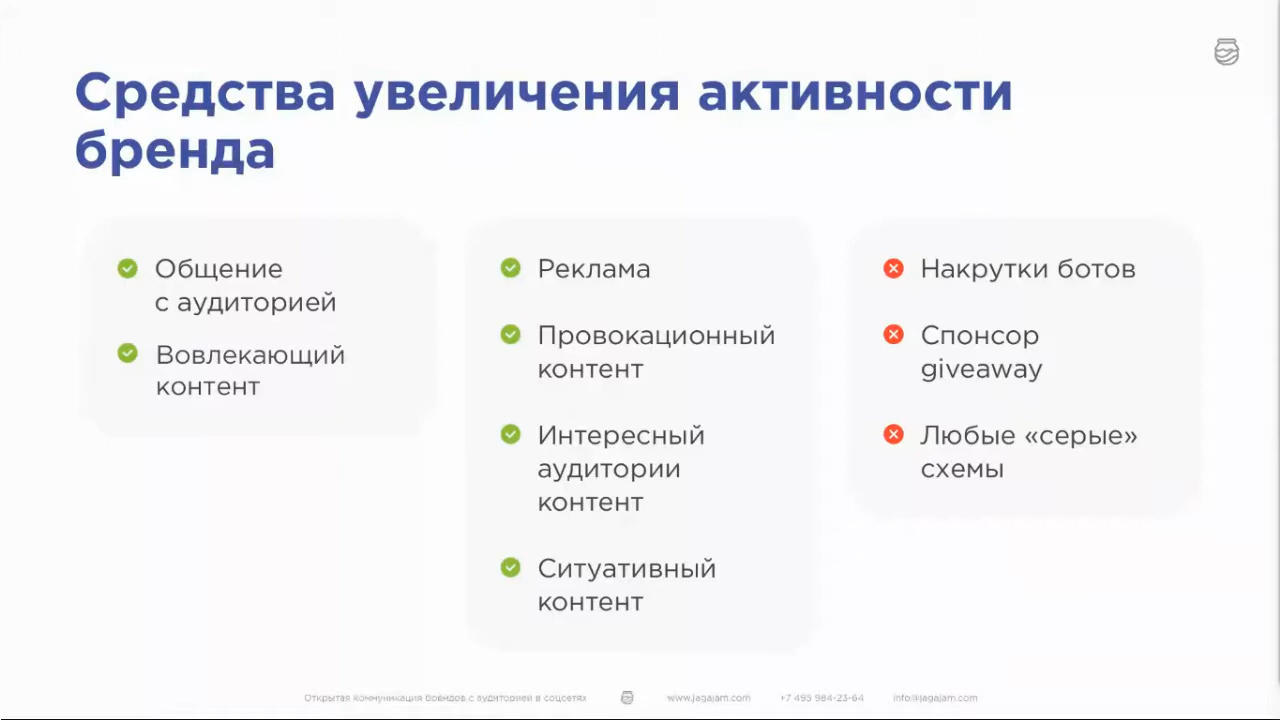 Средства увеличения активности
бренда
Общение
с аудиторией
Вовлекающий
контент
Реклама
Провокационный
контент
Интересный
аудитории
контент
Ситуативный
контент
Накрутки ботов
Спонсор
giveaway
Любые «серые»
схемы
Открытая коммуникация брендов с аудиторией в соцсетях
www.jagajam.com
+7 495 984-23-64
info@jagajam.com